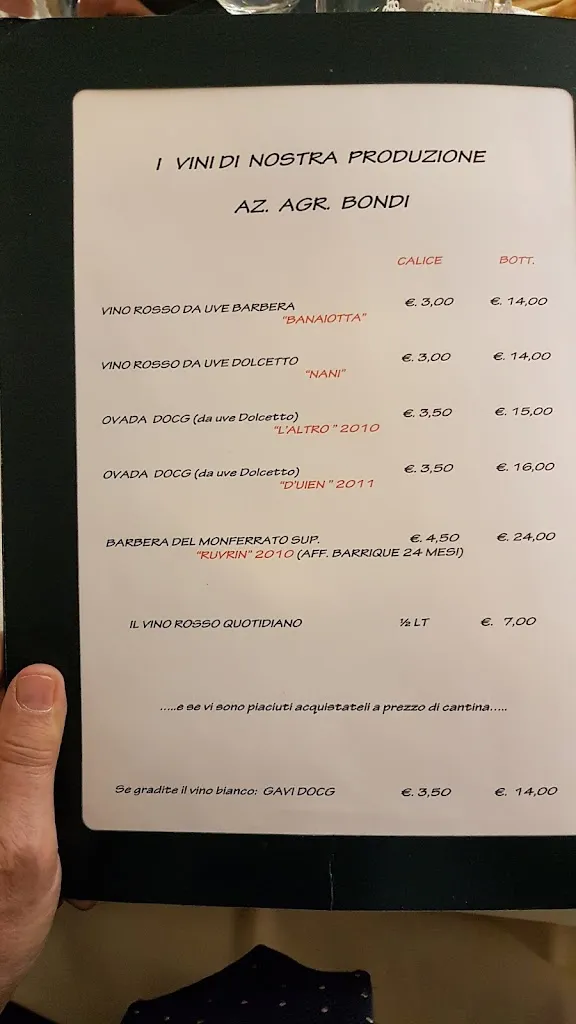 I VINI DI NOSTRA PRODUZIONE
AZ. AGR. BONDI
CALICE BOTT.
VINO ROSSO DA UVE BARBERA €. 3,00 €. 14,00
"BANAIOTTA"
VINO ROSSO DA UVE DOLCETTO €. 3,00 €. 14,00
"NANI"
OVADA DOCG (da uve Dolcetto) €. 3,50 €. 15,00
"L'ALTRO" 2010
OVADA DOCG (da uve Dolcetto) €. 3,50 €. 16,00
"D'UIEN" 2011
BARBERA DEL MONFERRATO SUP. €. 4,50 €. 24,00
"RUVRIN" 2010 (AFF. BARRIQUE 24 MESI)
IL VINO ROSSO QUOTIDIANO ½ LT €. 7,00
.....e se vi sono piaciuti acquistateli a prezzo di cantina.....
Se gradite il vino bianco: GAVI DOCG €. 3,50 €. 14,00